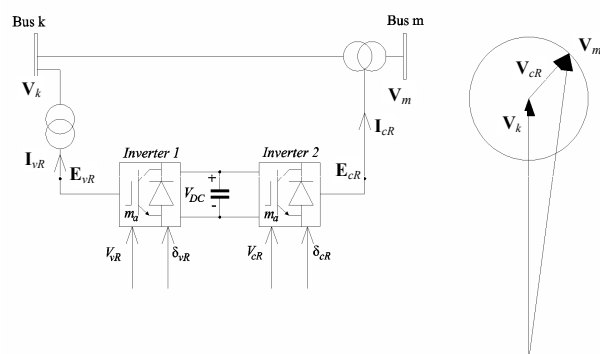 Bus k
Bus m
V_k
V_m
I_vR
E_vR
I_cR
E_cR
Inverter 1
Inverter 2
V_DC
+
-
m_a
m_a
V_vR
δ_vR
V_cR
δ_cR
V_m
V_cR
V_k